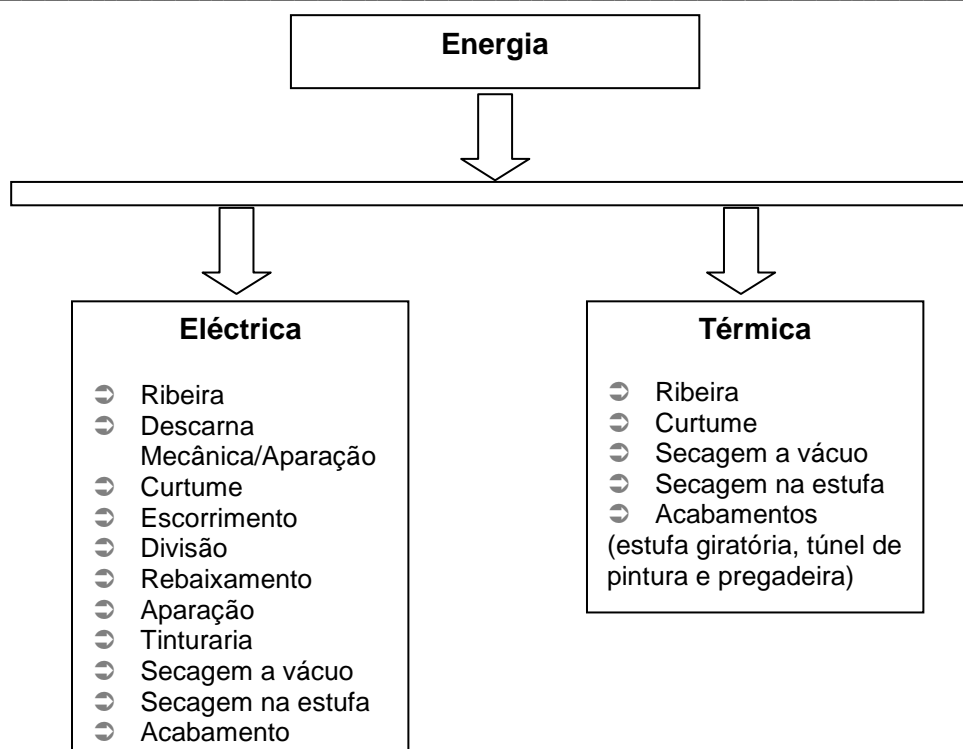 Energia
Eléctrica
➲ Ribeira
➲ Descarna
Mecânica/Aparação
➲ Curtume
➲ Escorrimento
➲ Divisão
➲ Rebaixamento
➲ Aparação
➲ Tinturaria
➲ Secagem a vácuo
➲ Secagem na estufa
➲ Acabamento
Térmica
➲ Ribeira
➲ Curtume
➲ Secagem a vácuo
➲ Secagem na estufa
➲ Acabamentos
(estufa giratória, túnel de
pintura e pregadeira)